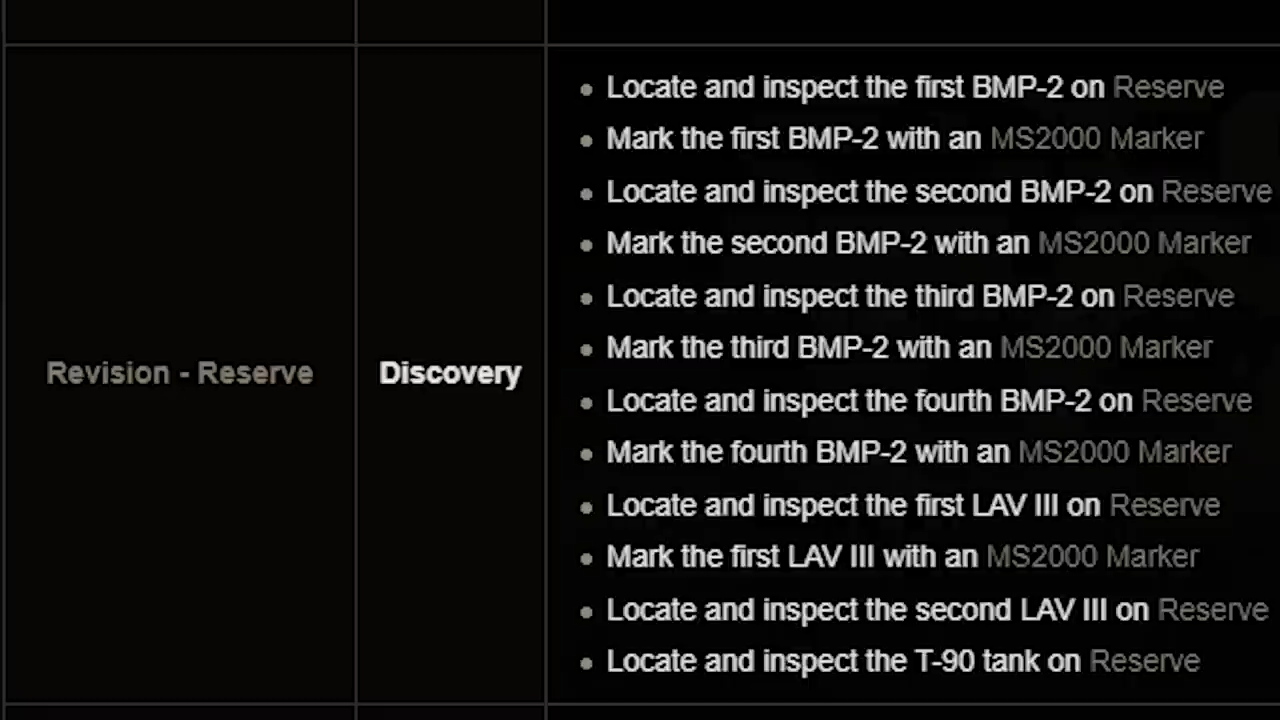 Revision - Reserve
Discovery
Locate and inspect the first BMP-2 on Reserve
Mark the first BMP-2 with an MS2000 Marker
Locate and inspect the second BMP-2 on Reserve
Mark the second BMP-2 with an MS2000 Marker
Locate and inspect the third BMP-2 on Reserve
Mark the third BMP-2 with an MS2000 Marker
Locate and inspect the fourth BMP-2 on Reserve
Mark the fourth BMP-2 with an MS2000 Marker
Locate and inspect the first LAV III on Reserve
Mark the first LAV III with an MS2000 Marker
Locate and inspect the second LAV III on Reserve
Locate and inspect the T-90 tank on Reserve